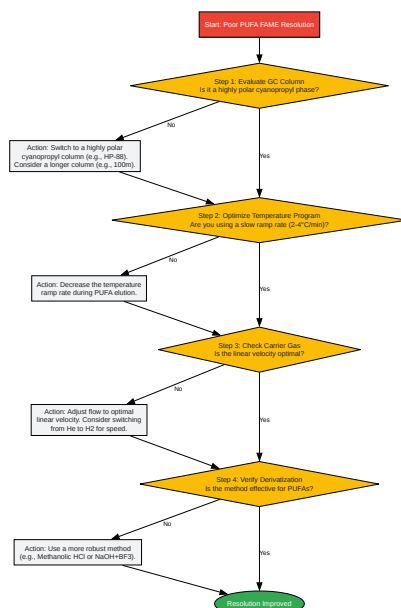 Start: Poor PUFA FAME Resolution
Step 1: Evaluate GC Column
Is it a highly polar cyanopropyl phase?
No
Yes
Action: Switch to a highly polar
cyanopropyl column (e.g., HP-88).
Consider a longer column (e.g., 100m).
Step 2: Optimize Temperature Program
Are you using a slow ramp rate (2-4°C/min)?
No
Yes
Action: Decrease the temperature
ramp rate during PUFA elution.
Step 3: Check Carrier Gas
Is the linear velocity optimal?
No
Yes
Action: Adjust flow to optimal
linear velocity. Consider switching
from He to H2 for speed.
Step 4: Verify Derivatization
Is the method effective for PUFAs?
No
Yes
Action: Use a more robust method
(e.g., Methanolic HCl or NaOH+BF3).
Resolution Improved